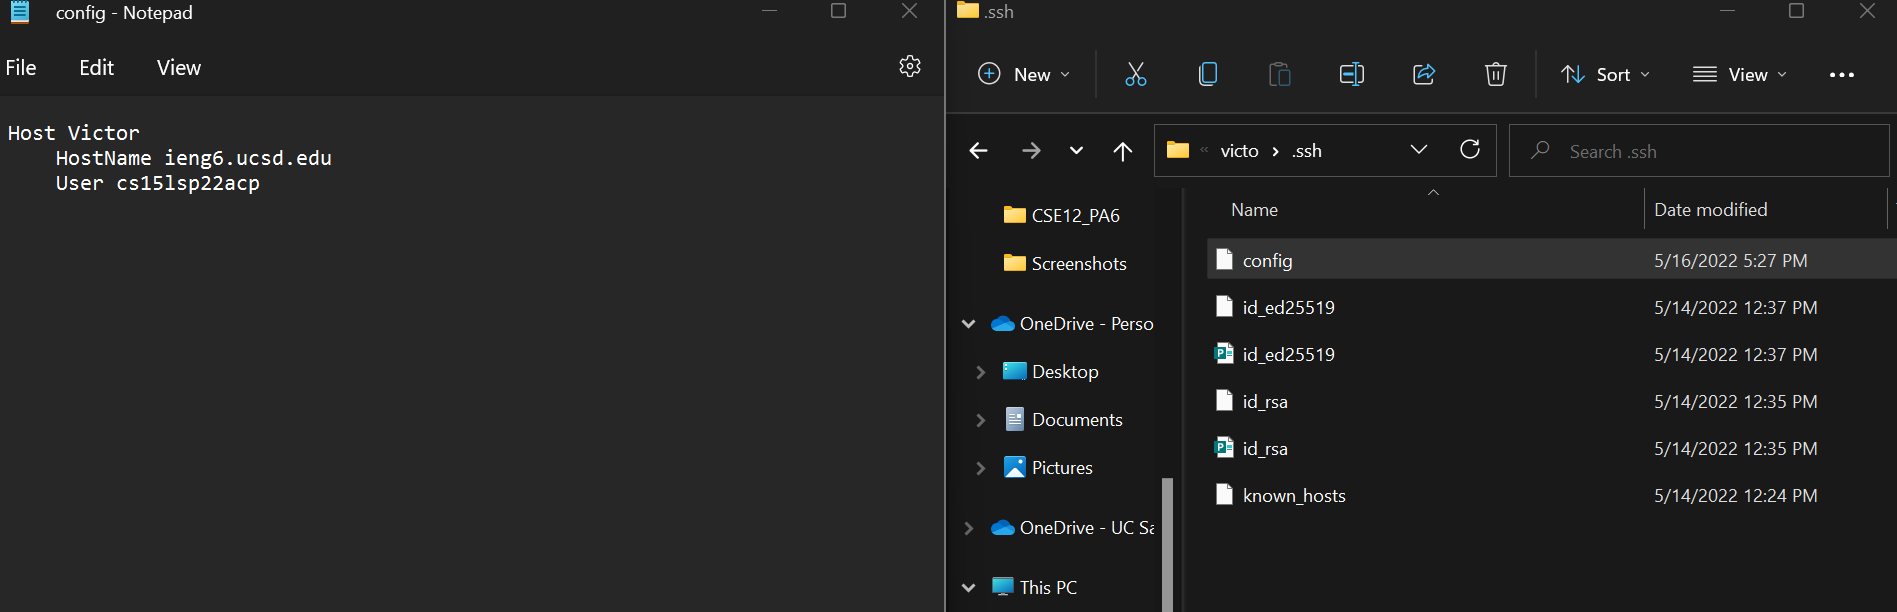 config - Notepad
File Edit View
Host Victor
    HostName ieng6.ucsd.edu
    User cs15lsp22acp
.ssh
New Sort View
« victo > .ssh Search .ssh
CSE12_PA6
Screenshots
OneDrive - Perso
Desktop
Documents
Pictures
OneDrive - UC Sa
This PC
Name Date modified
config 5/16/2022 5:27 PM
id_ed25519 5/14/2022 12:37 PM
id_ed25519 5/14/2022 12:37 PM
id_rsa 5/14/2022 12:35 PM
id_rsa 5/14/2022 12:35 PM
known_hosts 5/14/2022 12:24 PM